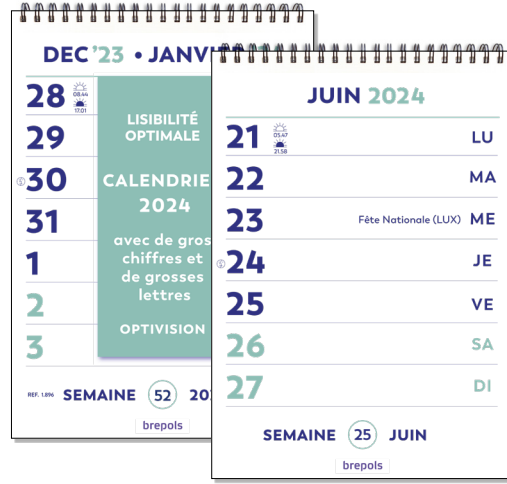 DEC '23 • JANV
28
08.44
17.01
29
30
31
1
2
3
LISIBILITÉ
OPTIMALE
CALENDRIE
2024
avec de gros
chiffres et
de grosses
lettres
OPTIVISION
REF. 1.896 SEMAINE 52 20
brepols
JUIN 2024
21 LU
05.47
21.58
22 MA
23 Fête Nationale (LUX) ME
24 JE
25 VE
26 SA
27 DI
SEMAINE 25 JUIN
brepols